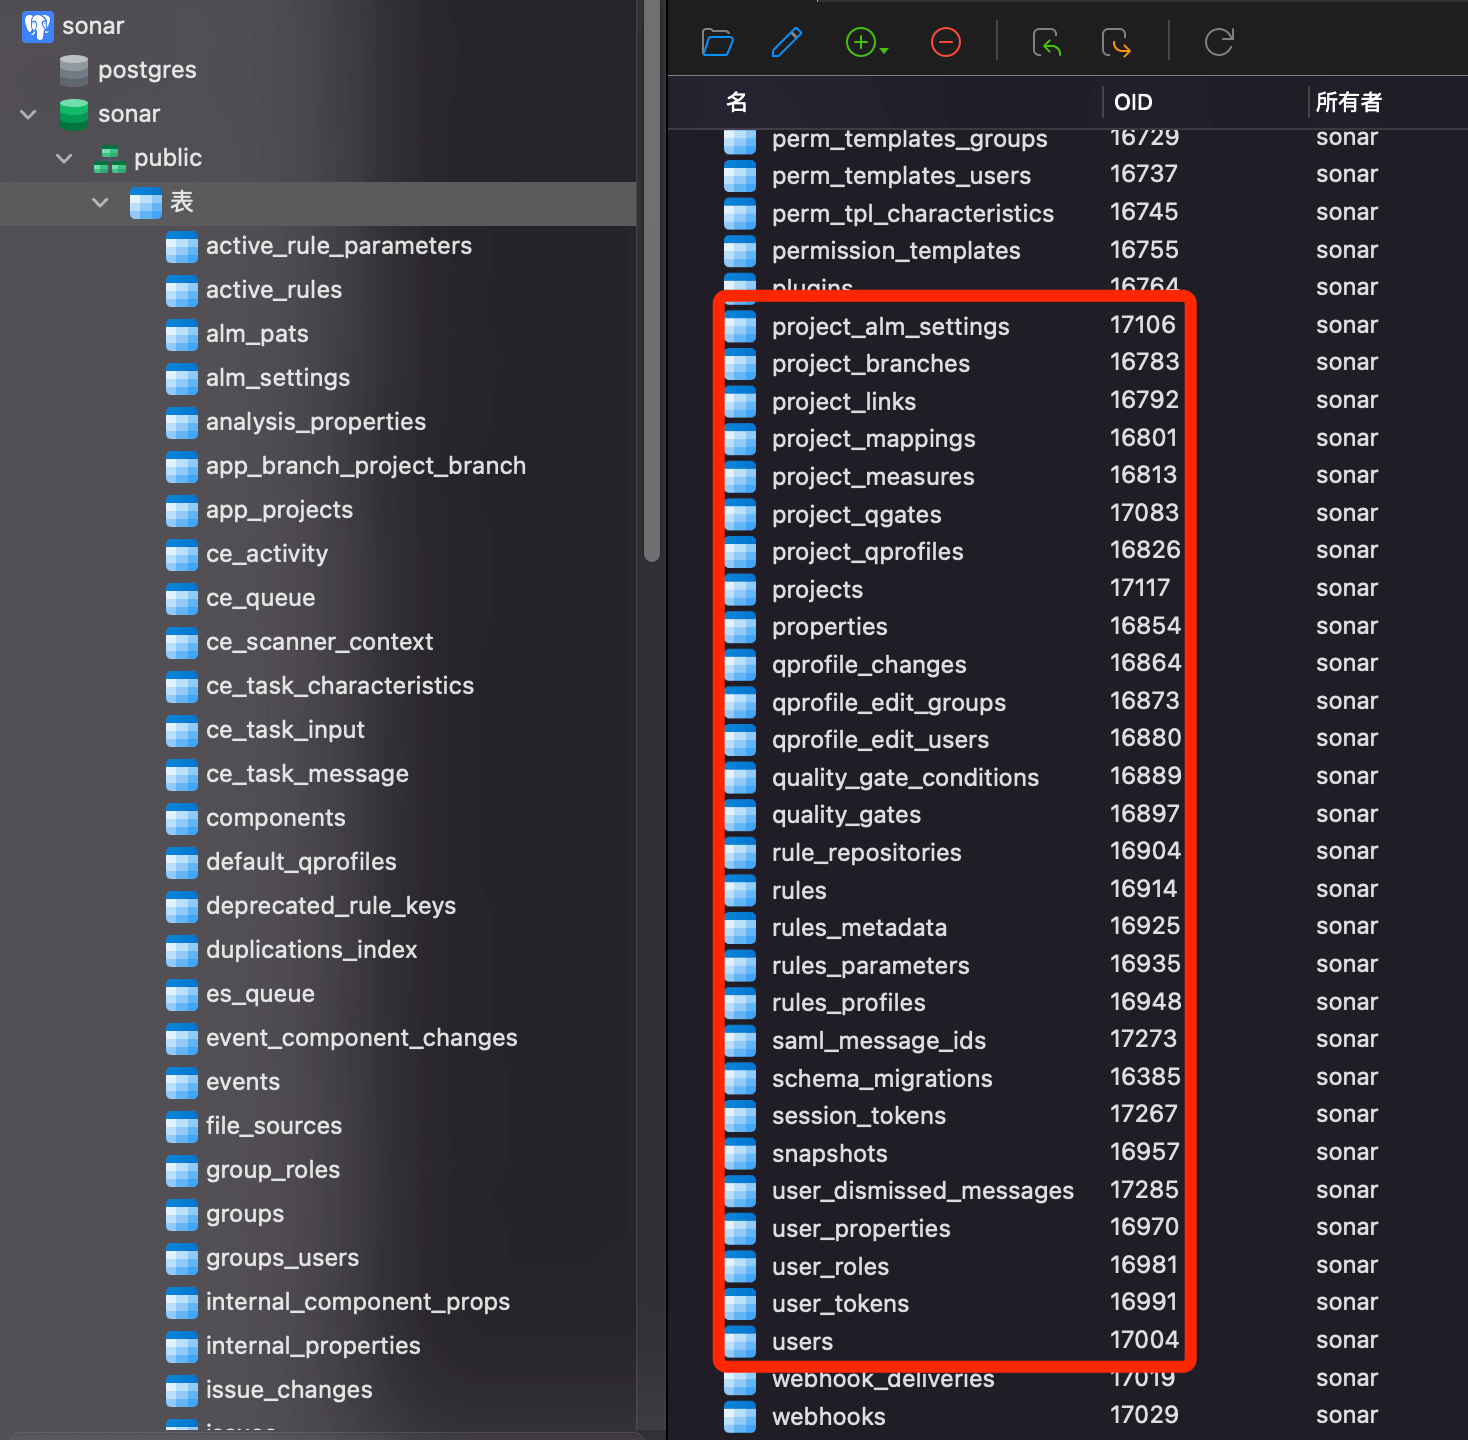 sonar
postgres
sonar
public
表
active_rule_parameters
active_rules
alm_pats
alm_settings
analysis_properties
app_branch_project_branch
app_projects
ce_activity
ce_queue
ce_scanner_context
ce_task_characteristics
ce_task_input
ce_task_message
components
default_qprofiles
deprecated_rule_keys
duplications_index
es_queue
event_component_changes
events
file_sources
group_roles
groups
groups_users
internal_component_props
internal_properties
issue_changes
issues
名 OID 所有者
perm_templates_groups 16729 sonar
perm_templates_users 16737 sonar
perm_tpl_characteristics 16745 sonar
permission_templates 16755 sonar
plugins 16764 sonar
project_alm_settings 17106 sonar
project_branches 16783 sonar
project_links 16792 sonar
project_mappings 16801 sonar
project_measures 16813 sonar
project_qgates 17083 sonar
project_qprofiles 16826 sonar
projects 17117 sonar
properties 16854 sonar
qprofile_changes 16864 sonar
qprofile_edit_groups 16873 sonar
qprofile_edit_users 16880 sonar
quality_gate_conditions 16889 sonar
quality_gates 16897 sonar
rule_repositories 16904 sonar
rules 16914 sonar
rules_metadata 16925 sonar
rules_parameters 16935 sonar
rules_profiles 16948 sonar
saml_message_ids 17273 sonar
schema_migrations 16385 sonar
session_tokens 17267 sonar
snapshots 16957 sonar
user_dismissed_messages 17285 sonar
user_properties 16970 sonar
user_roles 16981 sonar
user_tokens 16991 sonar
users 17004 sonar
webhook_deliveries 17019 sonar
webhooks 17029 sonar